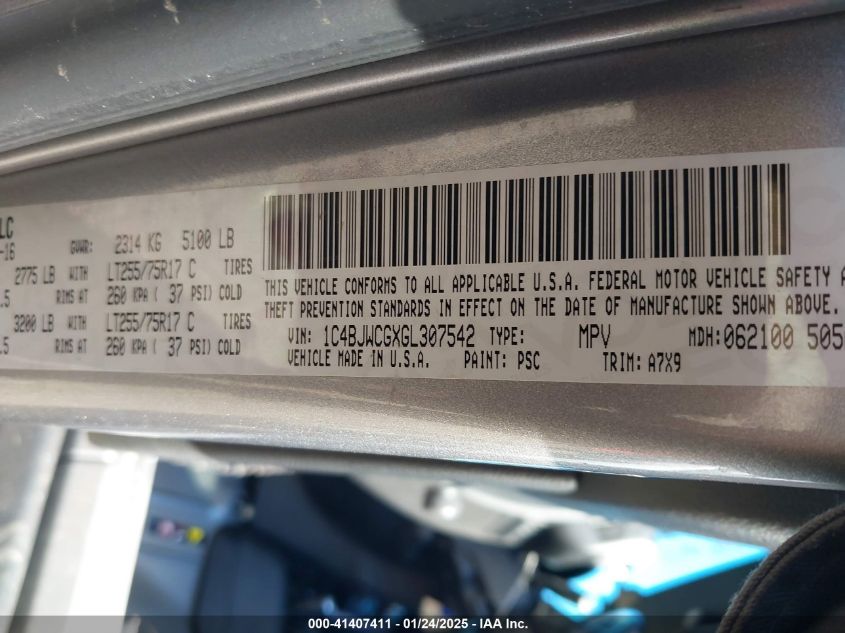 LC
-16
GVWR: 2314 KG 5100 LB
2775 LB WITH LT255/75R17 C TIRES
.5 RIMS AT 260 KPA ( 37 PSI) COLD
3200 LB WITH LT255/75R17 C TIRES
.5 RIMS AT 260 KPA ( 37 PSI) COLD
THIS VEHICLE CONFORMS TO ALL APPLICABLE U.S.A. FEDERAL MOTOR VEHICLE SAFETY A
THEFT PREVENTION STANDARDS IN EFFECT ON THE DATE OF MANUFACTURE SHOWN ABOVE.
VIN: 1C4BJWCGXGL307542 TYPE: MPV MDH: 062100 505
VEHICLE MADE IN U.S.A. PAINT: PSC TRIM: A7X9
000-41407411 - 01/24/2025 - IAA Inc.